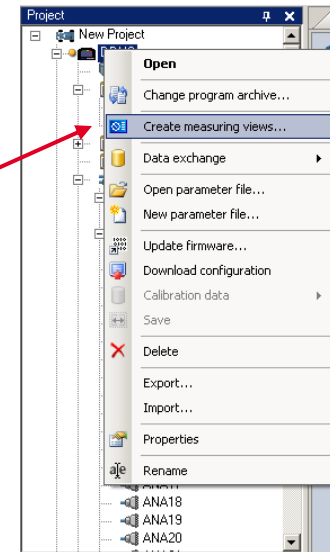 Project
New Project
Open
Change program archive...
Create measuring views...
Data exchange
Open parameter file...
New parameter file...
Update firmware...
Download configuration
Calibration data
Save
Delete
Export...
Import...
Properties
Rename
ANA18
ANA19
ANA20